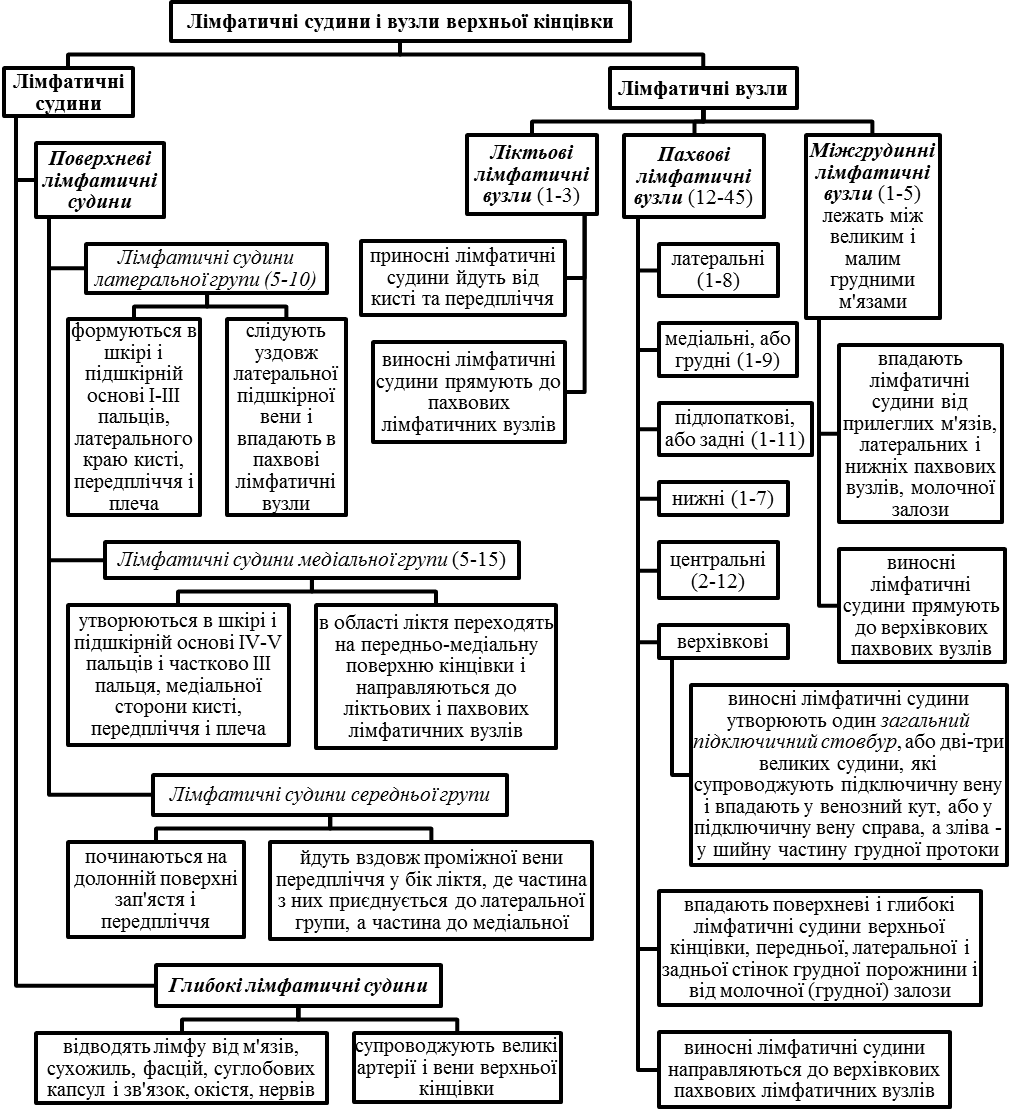 Лімфатичні судини і вузли верхньої кінцівки
Лімфатичні
судини
Поверхневі
лімфатичні
судини
Лімфатичні судини
латеральної групи (5-10)
формуються в
шкірі і
підшкірній
основі I-III
пальців,
латерального
краю кисті,
передпліччя і
плеча
слідують
уздовж
латеральної
підшкірної
вени і
впадають в
пахвові
лімфатичні
вузли
Лімфатичні судини медіальної групи (5-15)
утворюються в шкірі і
підшкірній основі IV-V
пальців і частково III
пальця, медіальної
сторони кисті,
передпліччя і плеча
в області ліктя переходять
на передньо-медіальну
поверхню кінцівки і
направляються до
ліктьових і пахвових
лімфатичних вузлів
Лімфатичні судини середньої групи
починаються на
долонній поверхні
зап'ястя і
передпліччя
йдуть вздовж проміжної вени
передпліччя у бік ліктя, де частина
з них приєднується до латеральної
групи, а частина до медіальної
Глибокі лімфатичні судини
відводять лімфу від м'язів,
сухожиль, фасцій, суглобових
капсул і зв'язок, окістя, нервів
супроводжують великі
артерії і вени верхньої
кінцівки
Лімфатичні вузли
Ліктьові
лімфатичні
вузли (1-3)
приносні лімфатичні
судини йдуть від
кисті та передпліччя
виносні лімфатичні
судини прямують до
пахвових
лімфатичних вузлів
Пахвові
лімфатичні
вузли (12-45)
латеральні
(1-8)
медіальні, або
грудні (1-9)
підлопаткові,
або задні (1-11)
нижні (1-7)
центральні
(2-12)
верхівкові
виносні лімфатичні судини
утворюють один загальний
підключичний стовбур, або дві-три
великих судини, які
супроводжують підключичну вену
і впадають у венозний кут, або у
підключичну вену справа, а зліва -
у шийну частину грудної протоки
впадають поверхневі і глибокі
лімфатичні судини верхньої
кінцівки, передньої, латеральної і
задньої стінок грудної порожнини і
від молочної (грудної) залози
виносні лімфатичні судини
направляються до верхівкових
пахвових лімфатичних вузлів
Міжгрудинні
лімфатичні
вузли (1-5)
лежать між
великим і
малим
грудними
м'язами
впадають
лімфатичні
судини від
прилеглих м'язів,
латеральних і
нижніх пахвових
вузлів, молочної
залози
виносні
лімфатичні
судини прямують
до верхівкових
пахвових вузлів